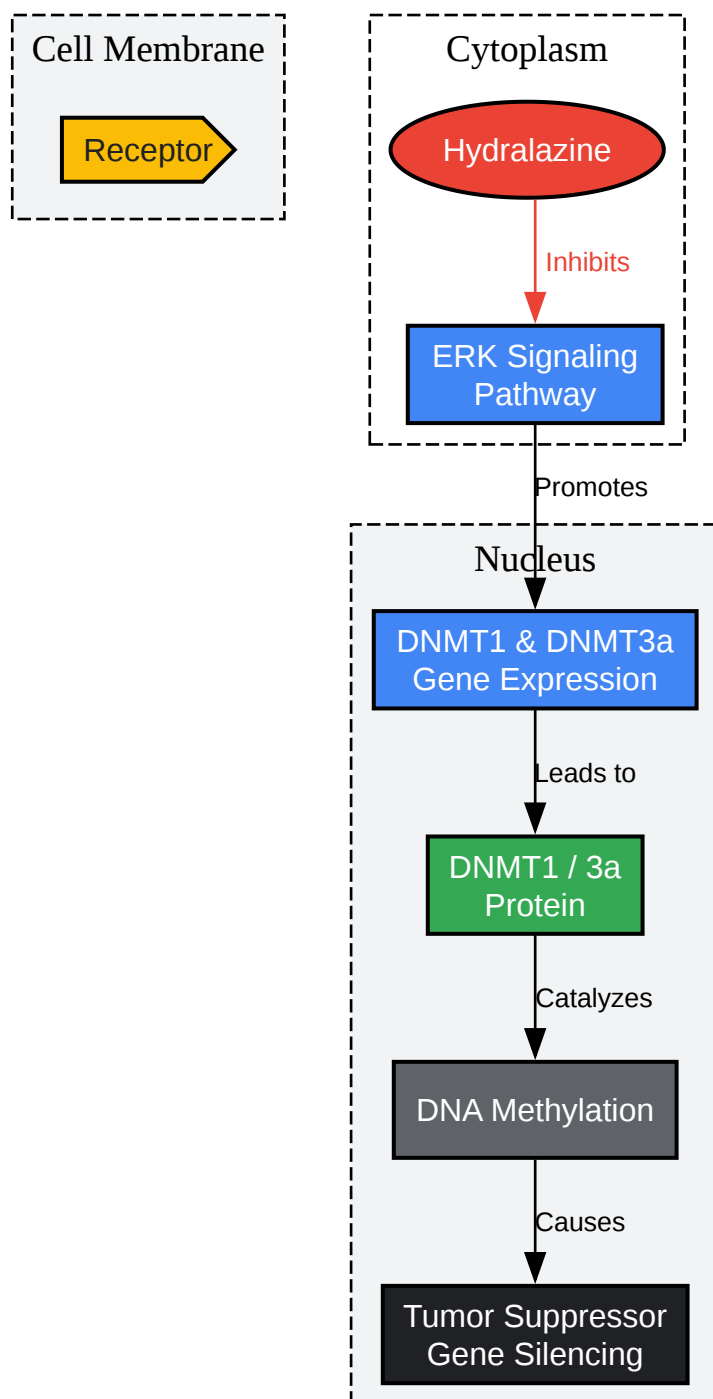 Cell Membrane
Receptor
Cytoplasm
Hydralazine
Inhibits
ERK Signaling
Pathway
Promotes
Nucleus
DNMT1 & DNMT3a
Gene Expression
Leads to
DNMT1 / 3a
Protein
Catalyzes
DNA Methylation
Causes
Tumor Suppressor
Gene Silencing